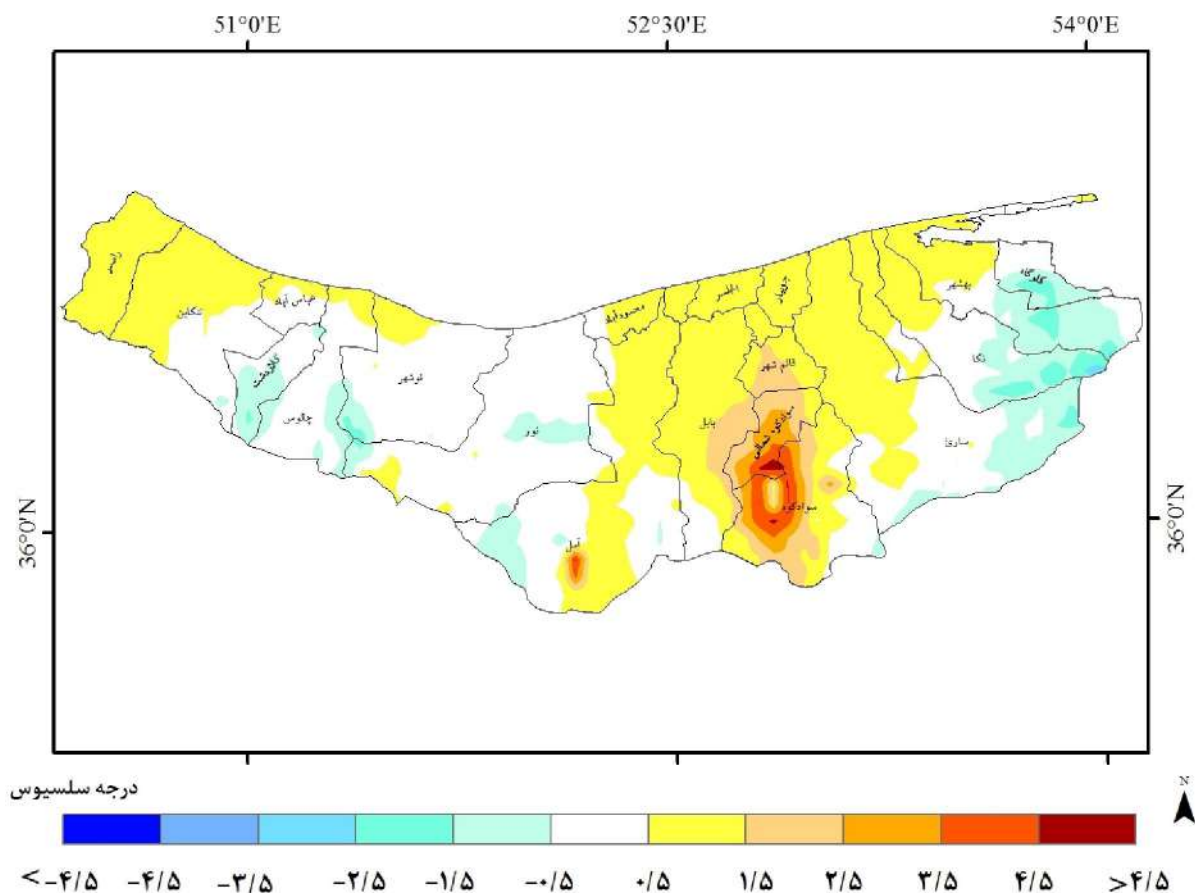 51°0'E 52°30'E 54°0'E
رامسر
تنکابن
عباس آباد
کلاردشت
چالوس
نوشهر
نور
محمودآباد
بابلسر
جویبار
قائم شهر
بابل
سوادکوه شمالی
سوادکوه
آمل
بهشهر
گلوگاه
نکا
ساری
36°0'N 36°0'N
درجه سلسیوس
N
<-۴/۵ -۴/۵ -۳/۵ -۲/۵ -۱/۵ -۰/۵ ۰/۵ ۱/۵ ۲/۵ ۳/۵ ۴/۵ >۴/۵